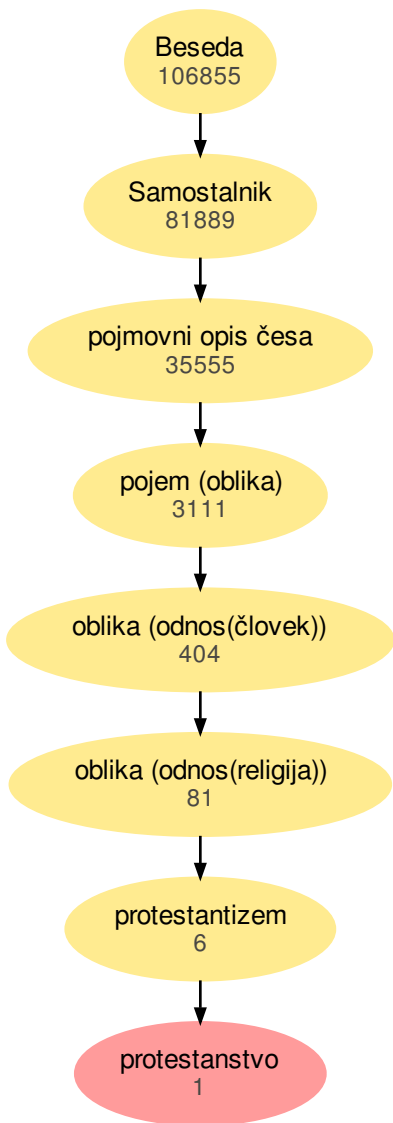 Beseda
106855
Samostalnik
81889
pojmovni opis česa
35555
pojem (oblika)
3111
oblika (odnos(človek))
404
oblika (odnos(religija))
81
protestantizem
6
protestanstvo
1